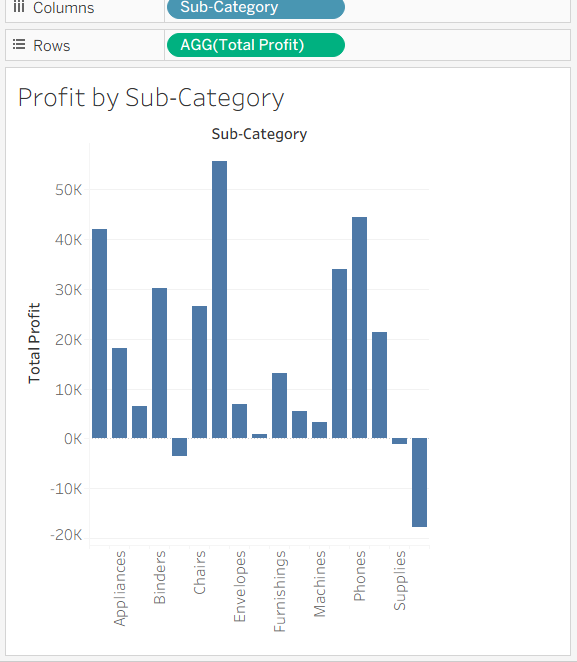 Columns
Sub-Category
Rows
AGG(Total Profit)
Profit by Sub-Category
Sub-Category
Total Profit
50K
40K
30K
20K
10K
0K
-10K
-20K
Appliances
Binders
Chairs
Envelopes
Furnishings
Machines
Phones
Supplies